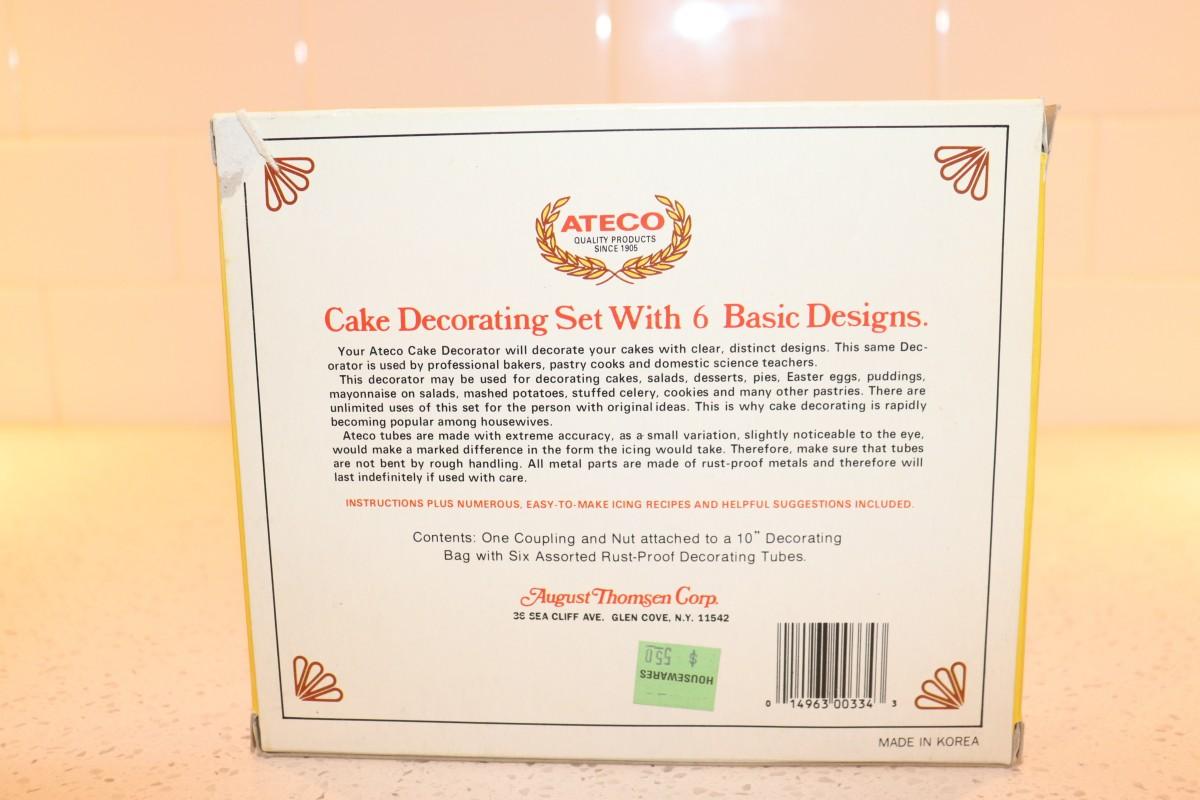 ATECO
QUALITY PRODUCTS
SINCE 1905
Cake Decorating Set With 6 Basic Designs.
Your Ateco Cake Decorator will decorate your cakes with clear, distinct designs. This same Dec-
orator is used by professional bakers, pastry cooks and domestic science teachers.
This decorator may be used for decorating cakes, salads, desserts, pies, Easter eggs, puddings,
mayonnaise on salads, mashed potatoes, stuffed celery, cookies and many other pastries. There are
unlimited uses of this set for the person with original ideas. This is why cake decorating is rapidly
becoming popular among housewives.
Ateco tubes are made with extreme accuracy, as a small variation, slightly noticeable to the eye,
would make a marked difference in the form the icing would take. Therefore, make sure that tubes
are not bent by rough handling. All metal parts are made of rust-proof metals and therefore will
last indefinitely if used with care.
INSTRUCTIONS PLUS NUMEROUS, EASY-TO-MAKE ICING RECIPES AND HELPFUL SUGGESTIONS INCLUDED.
Contents: One Coupling and Nut attached to a 10" Decorating
Bag with Six Assorted Rust-Proof Decorating Tubes.
August Thomsen Corp.
SEA CLIFF AVE. GLEN COVE, N.Y. 11542
HOUSEWARES
$ 5.50
0 14963 00334 3
MADE IN KOREA